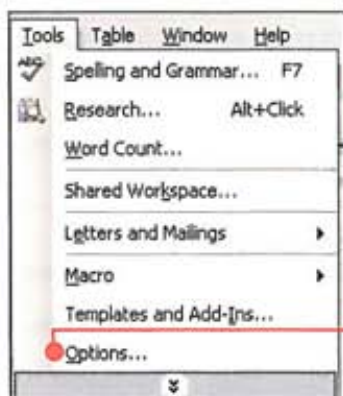 Tools Table Window Help
ABC Spelling and Grammar... F7
Research... Alt+Click
Word Count...
Shared Workspace...
Letters and Mailings
Macro
Templates and Add-Ins...
Options...